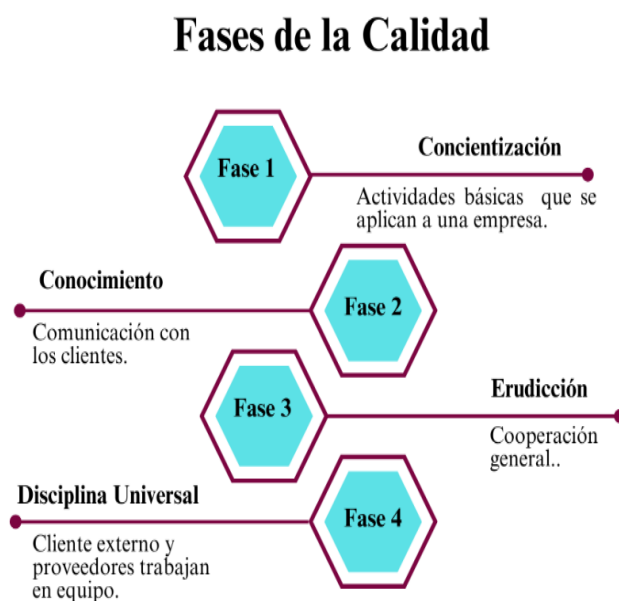 Fases de la Calidad
Fase 1
Concientización
Actividades básicas que se
aplican a una empresa.
Conocimiento
Fase 2
Comunicación con
los clientes.
Fase 3
Erudicción
Cooperación
general..
Disciplina Universal
Fase 4
Cliente externo y
proveedores trabajan
en equipo.